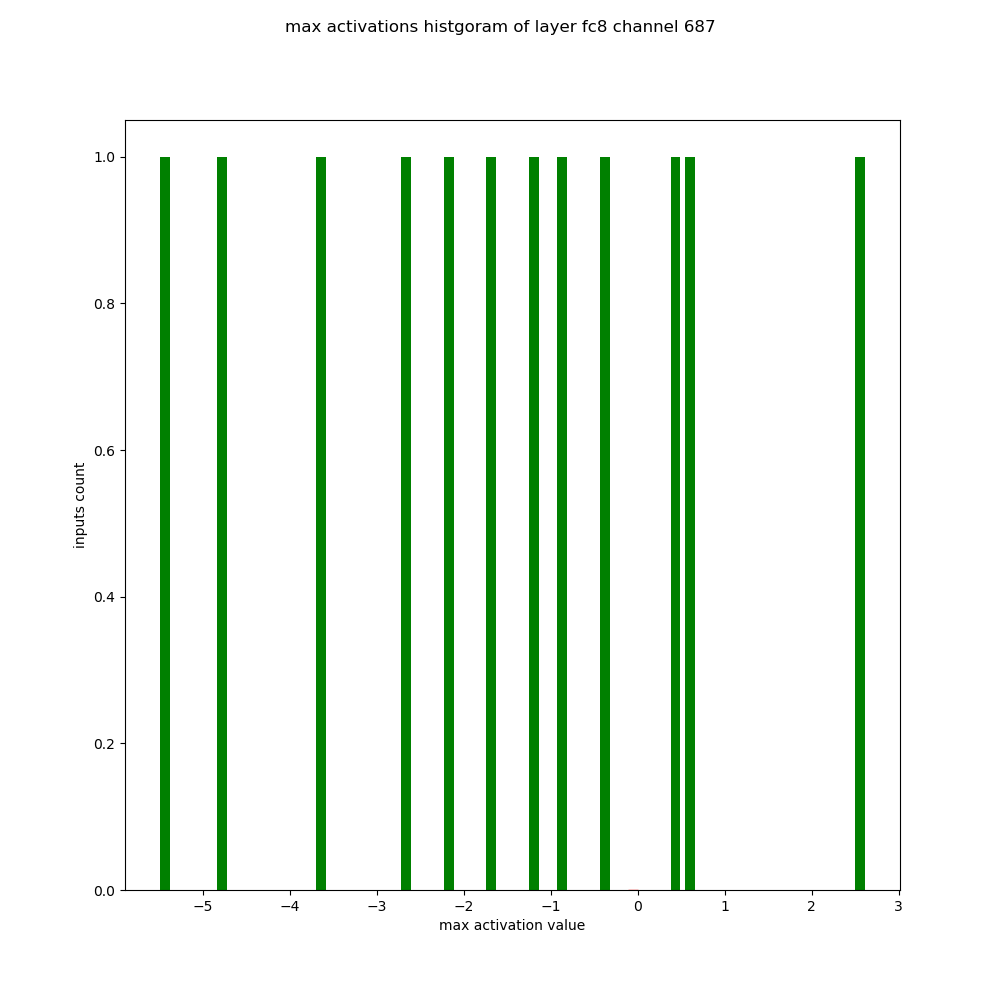 max activations histgoram of layer fc8 channel 687
1.0
0.8
0.6
0.4
0.2
0.0
inputs count
−5 −4 −3 −2 −1 0 1 2 3
max activation value